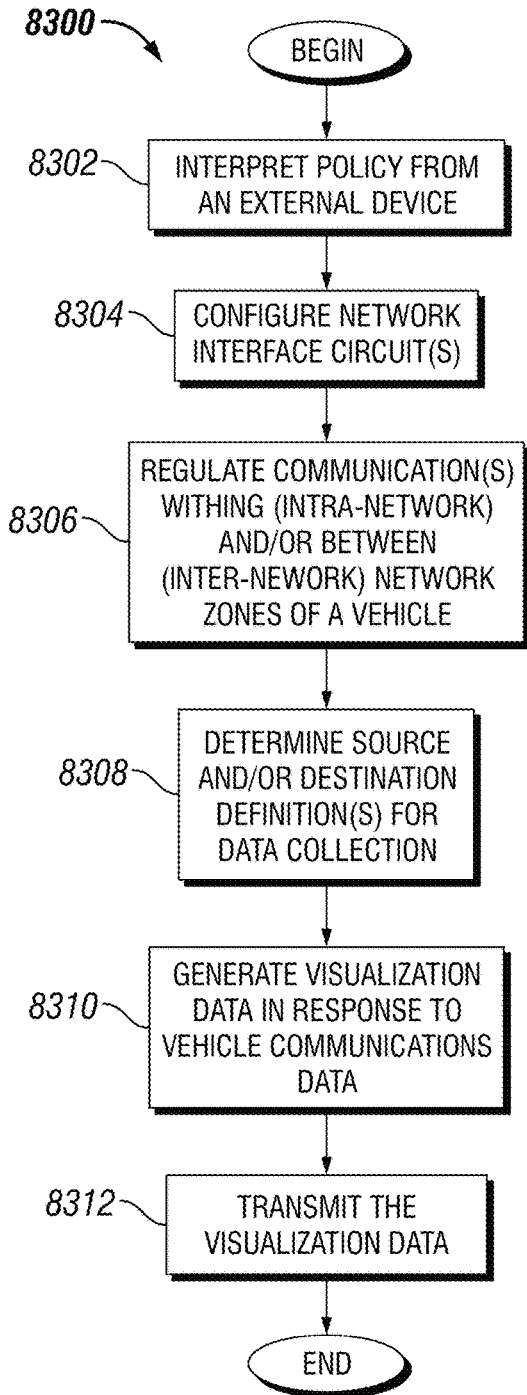 8300
BEGIN
8302
INTERPRET POLICY FROM
AN EXTERNAL DEVICE
8304
CONFIGURE NETWORK
INTERFACE CIRCUIT(S)
8306
REGULATE COMMUNICATION(S)
WITHING (INTRA-NETWORK)
AND/OR BETWEEN
(INTER-NEWORK) NETWORK
ZONES OF A VEHICLE
8308
DETERMINE SOURCE
AND/OR DESTINATION
DEFINITION(S) FOR
DATA COLLECTION
8310
GENERATE VISUALIZATION
DATA IN RESPONSE TO
VEHICLE COMMUNICATIONS
DATA
8312
TRANSMIT THE
VISUALIZATION DATA
END